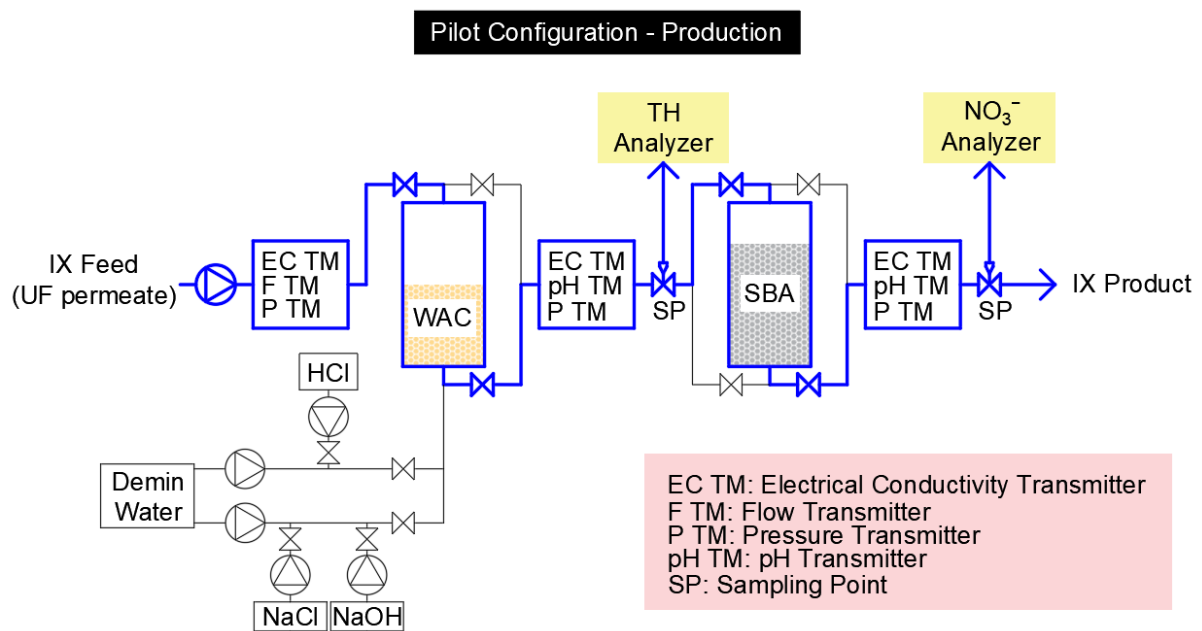 Pilot Configuration - Production
TH
Analyzer
NO₃⁻
Analyzer
IX Feed
(UF permeate)
EC TM
F TM
P TM
WAC
EC TM
pH TM
P TM
SP
SBA
EC TM
pH TM
P TM
SP
IX Product
HCl
Demin
Water
NaCl
NaOH
EC TM: Electrical Conductivity Transmitter
F TM: Flow Transmitter
P TM: Pressure Transmitter
pH TM: pH Transmitter
SP: Sampling Point